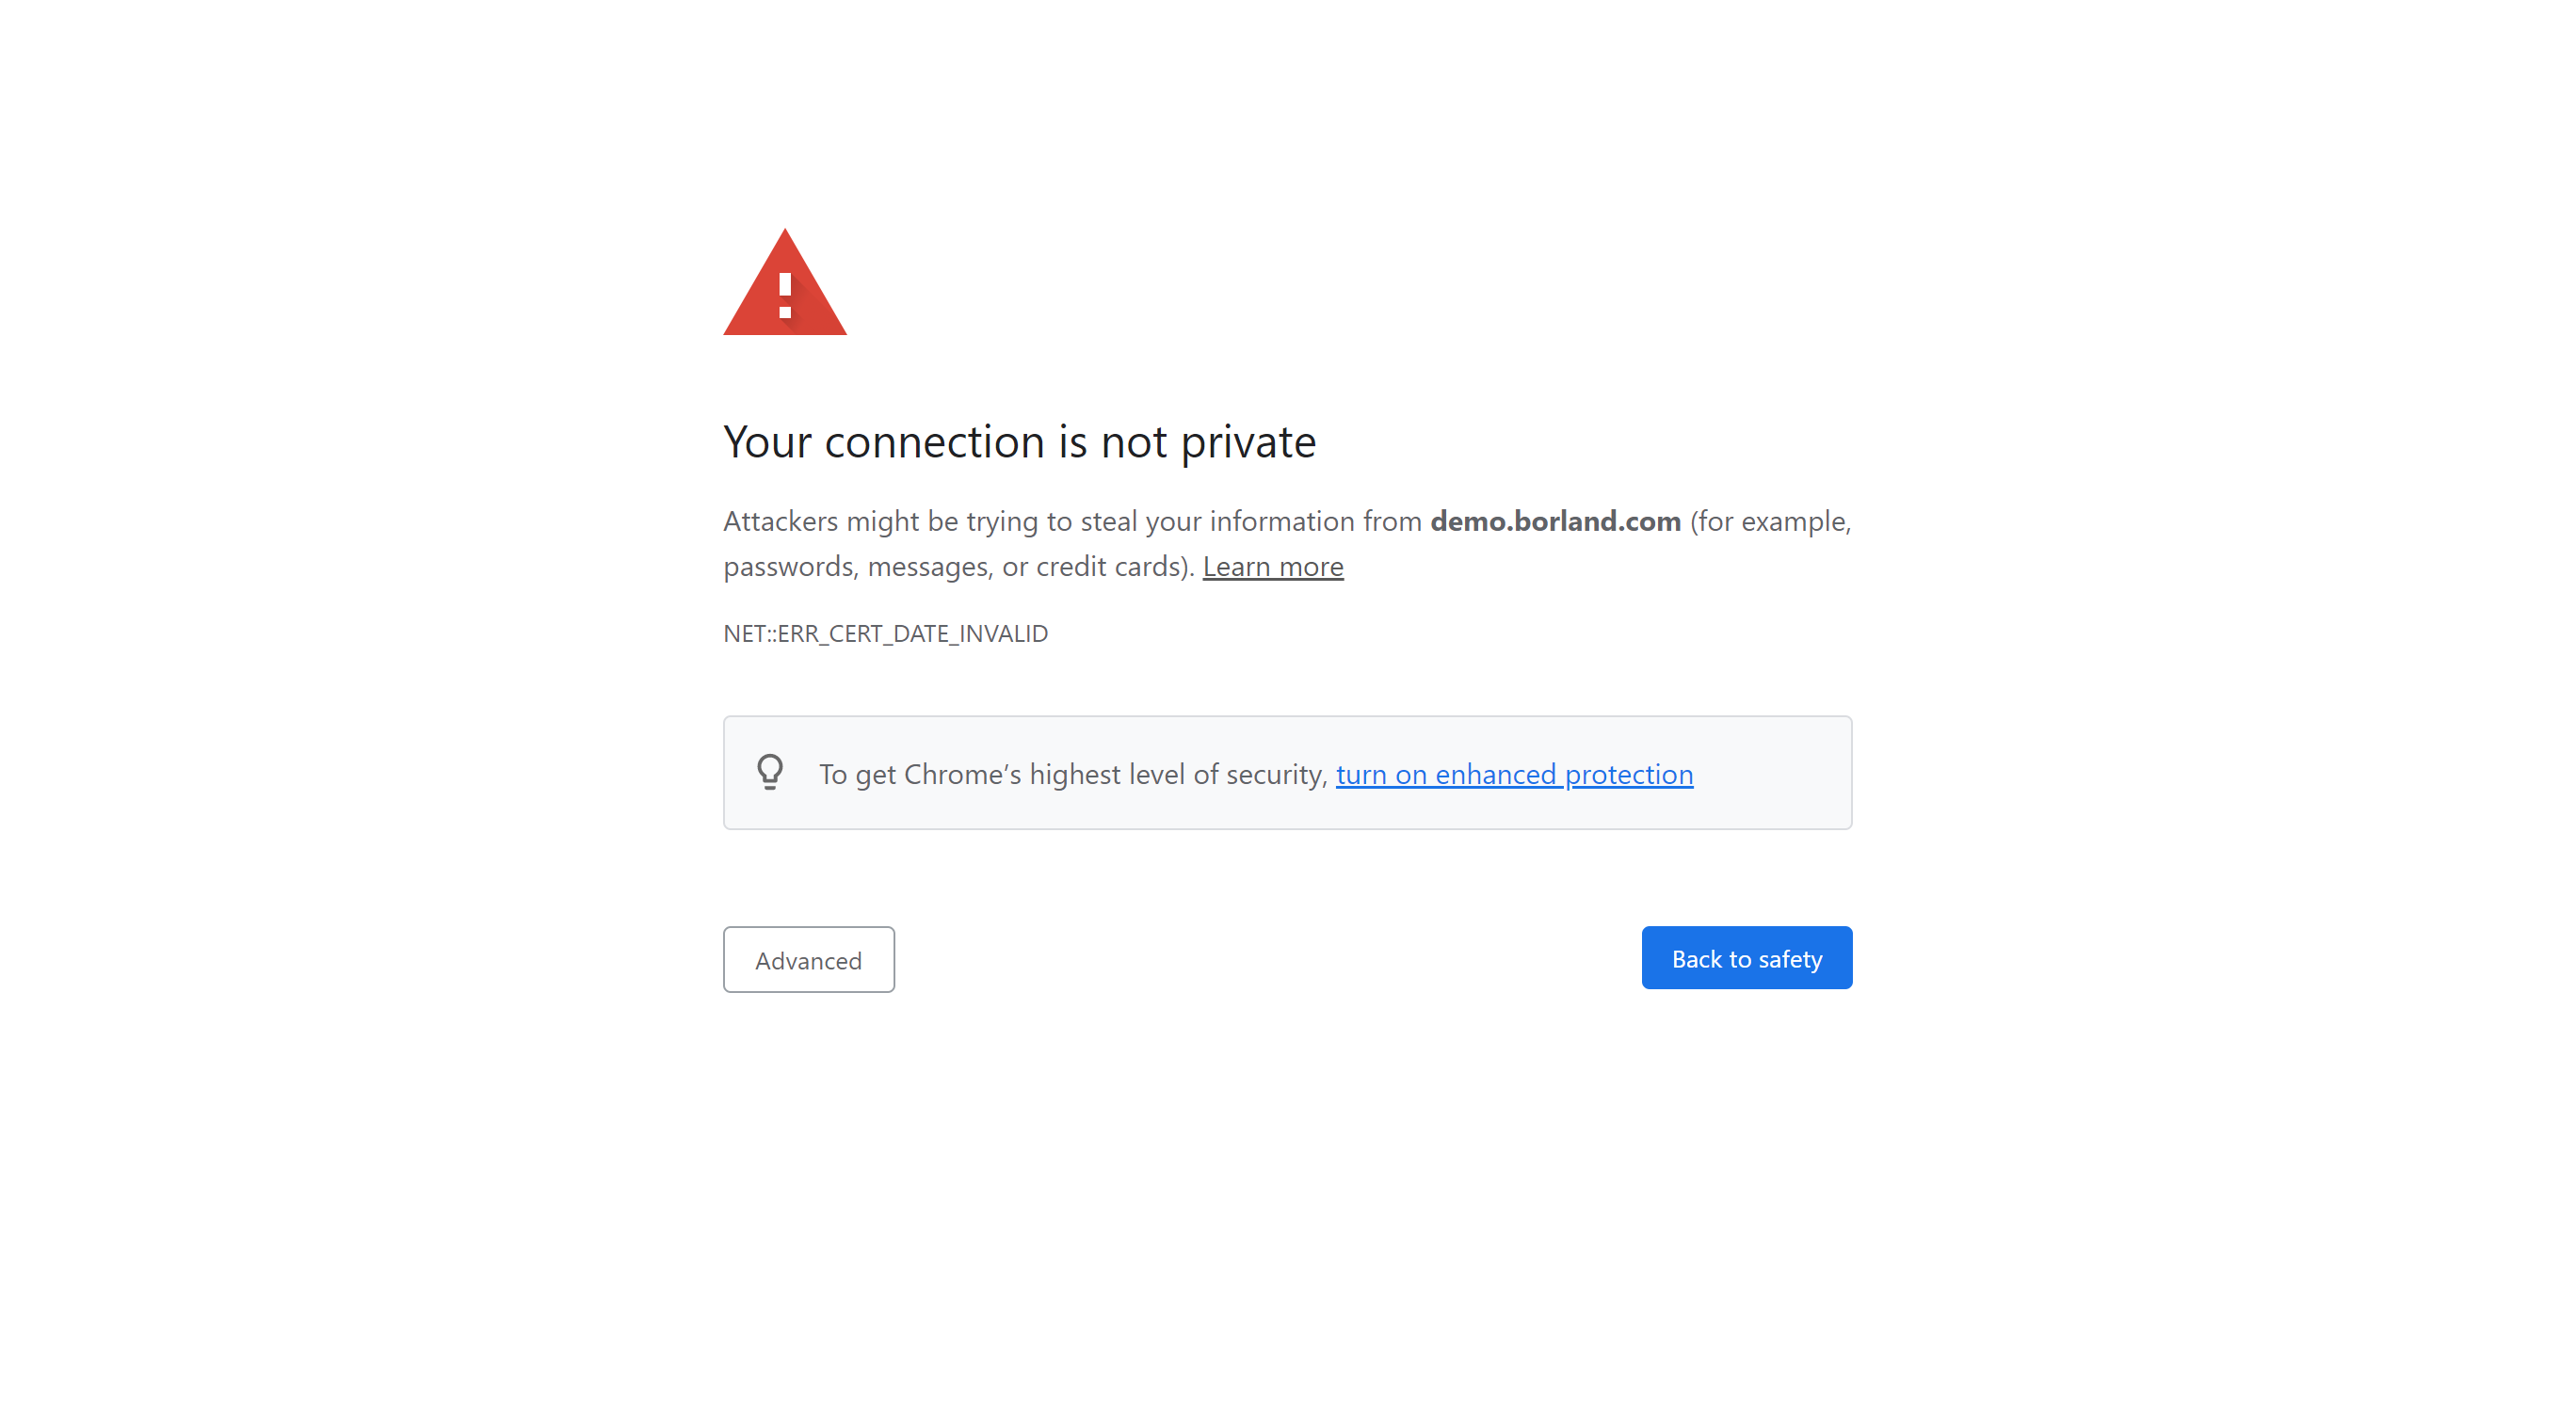 Your connection is not private
Attackers might be trying to steal your information from demo.borland.com (for example,
passwords, messages, or credit cards). Learn more
NET::ERR_CERT_DATE_INVALID
To get Chrome’s highest level of security, turn on enhanced protection
Advanced
Back to safety